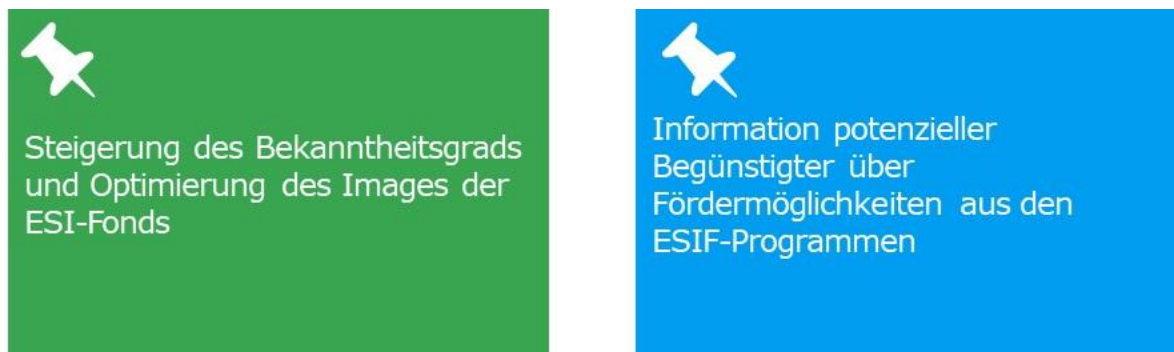 Steigerung des Bekanntheitsgrads
und Optimierung des Images der
ESI-Fonds
Information potenzieller
Begünstigter über
Fördermöglichkeiten aus den
ESIF-Programmen